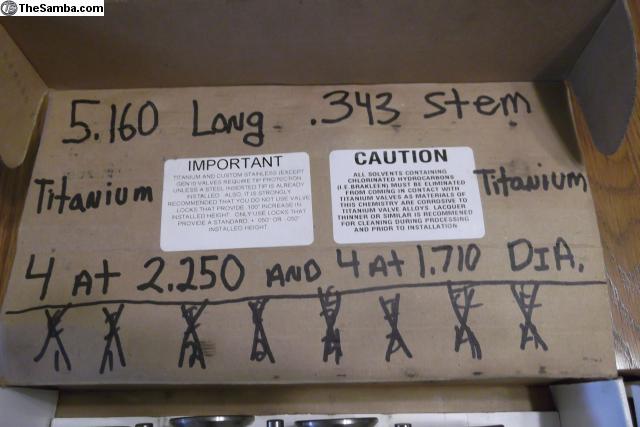 TheSamba.com
5.160 Long .343 Stem
Titanium
IMPORTANT
TITANIUM AND CUSTOM STAINLESS (EXCEPT
GEN II) VALVES REQUIRE TIP PROTECTION
UNLESS A STEEL INSERTED TIP IS ALREADY
INSTALLED. ALSO, IT IS STRONGLY
RECOMMENDED THAT YOU DO NOT USE VALVE
LOCKS THAT PROVIDE .100" INCREASE IN
INSTALLED HEIGHT. ONLY USE LOCKS THAT
PROVIDE A STANDARD, + .050" OR -.050"
INSTALLED HEIGHT
CAUTION
ALL SOLVENTS CONTAINING
CHLORINATED HYDROCARBONS
(I.E. BRAKLEEN) MUST BE ELIMINATED
FROM COMING IN CONTACT WITH
TITANIUM VALVES AS MATERIALS OF
THIS CHEMISTRY ARE CORROSIVE TO
TITANIUM VALVE ALLOYS. LACQUER
THINNER OR SIMILAR IS RECOMMENED
FOR CLEANING DURING PROCESSING
AND PRIOR TO INSTALLATION
Titanium
4 At 2.250 AND 4 At 1.710 DIA.